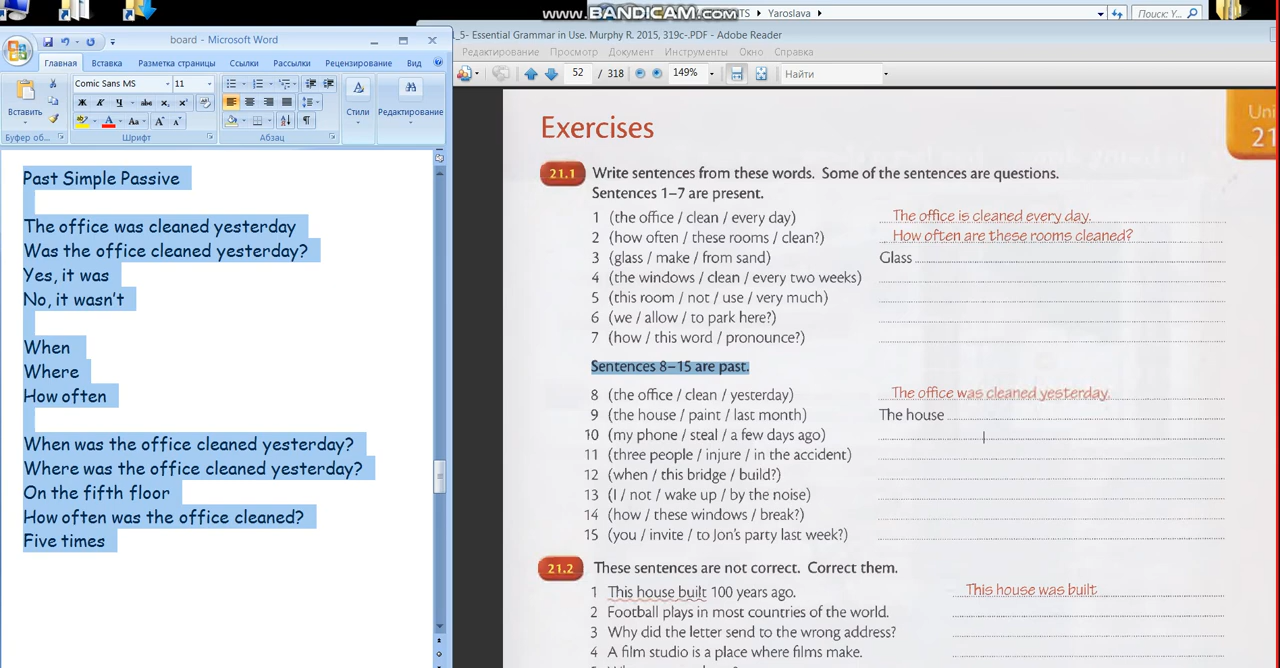 www.BANDICAM.com
NTS ▸ Yaroslava ▸
Поиск: Y...
board - Microsoft Word
_5- Essential Grammar in Use. Murphy R. 2015, 319c-.PDF - Adobe Reader
Редактирование Просмотр Документ Инструменты Окно Справка
Главная Вставка Разметка страницы Ссылки Рассылки Рецензирование Вид
52 / 318 149% Найти
Comic Sans MS 11
Вставить
Ж К Ч abc x₂ x²
Стили Редактирование
Буфер об... Шрифт Абзац
Past Simple Passive
The office was cleaned yesterday
Was the office cleaned yesterday?
Yes, it was
No, it wasn't
When
Where
How often
When was the office cleaned yesterday?
Where was the office cleaned yesterday?
On the fifth floor
How often was the office cleaned?
Five times
Uni
21
Exercises
21.1 Write sentences from these words. Some of the sentences are questions.
Sentences 1–7 are present.
1 (the office / clean / every day) The office is cleaned every day.
2 (how often / these rooms / clean?) How often are these rooms cleaned?
3 (glass / make / from sand) Glass
4 (the windows / clean / every two weeks)
5 (this room / not / use / very much)
6 (we / allow / to park here?)
7 (how / this word / pronounce?)
Sentences 8–15 are past.
8 (the office / clean / yesterday) The office was cleaned yesterday.
9 (the house / paint / last month) The house
10 (my phone / steal / a few days ago)
11 (three people / injure / in the accident)
12 (when / this bridge / build?)
13 (I / not / wake up / by the noise)
14 (how / these windows / break?)
15 (you / invite / to Jon's party last week?)
21.2 These sentences are not correct. Correct them.
1 This house built 100 years ago. This house was built
2 Football plays in most countries of the world.
3 Why did the letter send to the wrong address?
4 A film studio is a place where films make.